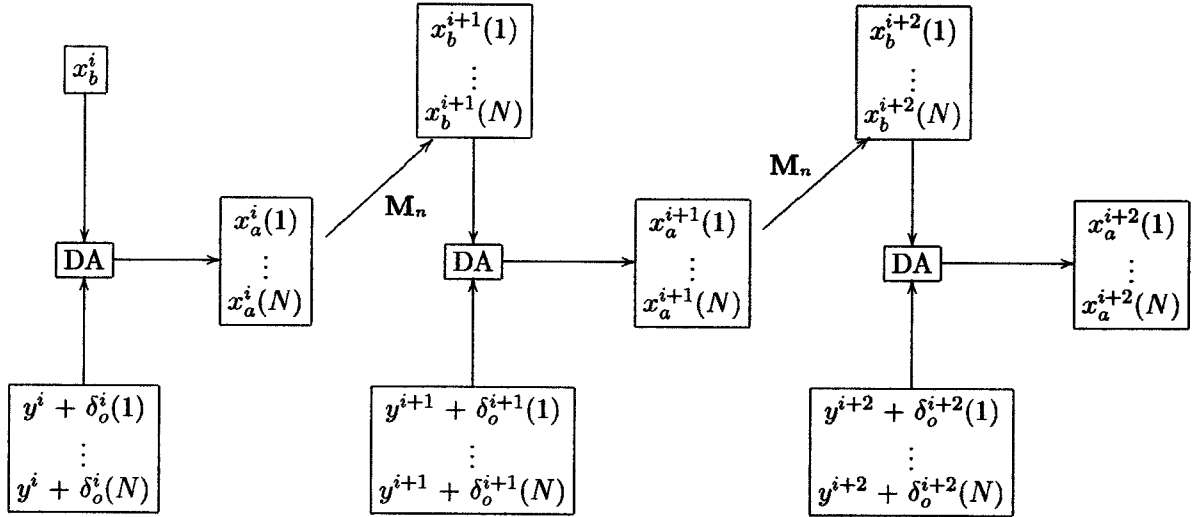 x_b^i
x_b^{i+1}(1)
⋮
x_b^{i+1}(N)
x_b^{i+2}(1)
⋮
x_b^{i+2}(N)
M_n
M_n
DA
x_a^i(1)
⋮
x_a^i(N)
DA
x_a^{i+1}(1)
⋮
x_a^{i+1}(N)
DA
x_a^{i+2}(1)
⋮
x_a^{i+2}(N)
y^i + δ_o^i(1)
⋮
y^i + δ_o^i(N)
y^{i+1} + δ_o^{i+1}(1)
⋮
y^{i+1} + δ_o^{i+1}(N)
y^{i+2} + δ_o^{i+2}(1)
⋮
y^{i+2} + δ_o^{i+2}(N)